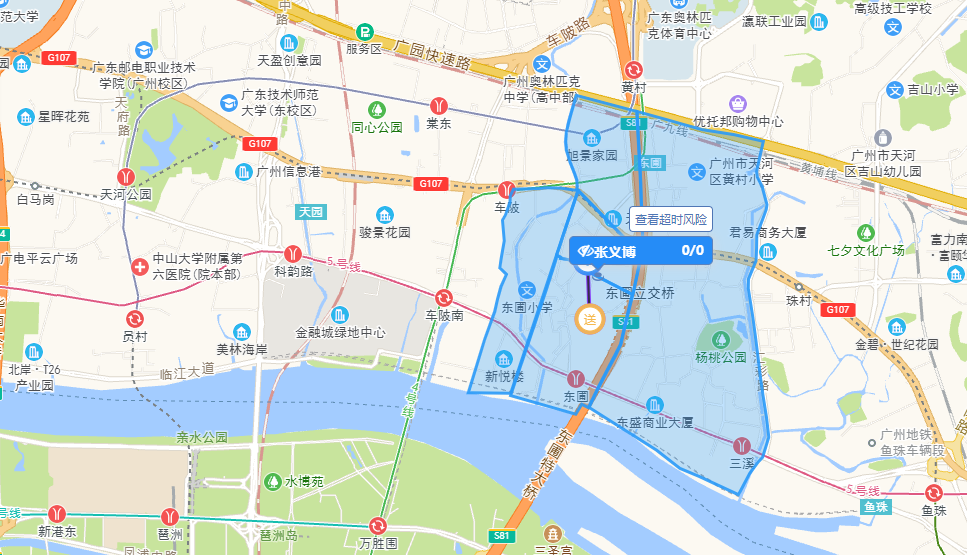 范大学
中路
高级技工学校
广东奥林匹
克体育中心
瀛联工业园
服务区
广园快速路
车陂路
G107
天盈创意园
广东邮电职业技术
学院(广州校区)
广州奥林匹克
中学(高中部)
黄村
吉山小学
天府路
广东技术师范
大学(东校区)
星晖花苑
同心公园
棠东
S81
广九线
优托邦购物中心
旭景家园
东圃
G107
广州信息港
广州市天河
区黄村小学
广州市天河
区吉山幼儿园
黄埔线
白马岗
天河公园
G107
车陂
天园
骏景花园
查看超时风险
君易商务大厦
七夕文化广场
富力南
·富颐华
广电平云广场
中山大学附属第
六医院(院本部)
科韵路
5号线
张义博
0/0
东圃立交桥
东圃小学
珠村
G107
车陂南
送
S81
员村
美林海岸
金融城绿地中心
杨桃公园
金碧·世纪花园
北岸·T26
产业园
临江大道
新悦楼
东圃
4号线
东盛商业大厦
亲水公园
东圃特大桥
三溪
广州地铁
鱼珠车辆段
水博苑
5号线
鱼珠
鱼珠
号线
新港东
琶洲
琶洲岛
万胜围
S81
三圣宫
凤浦中路